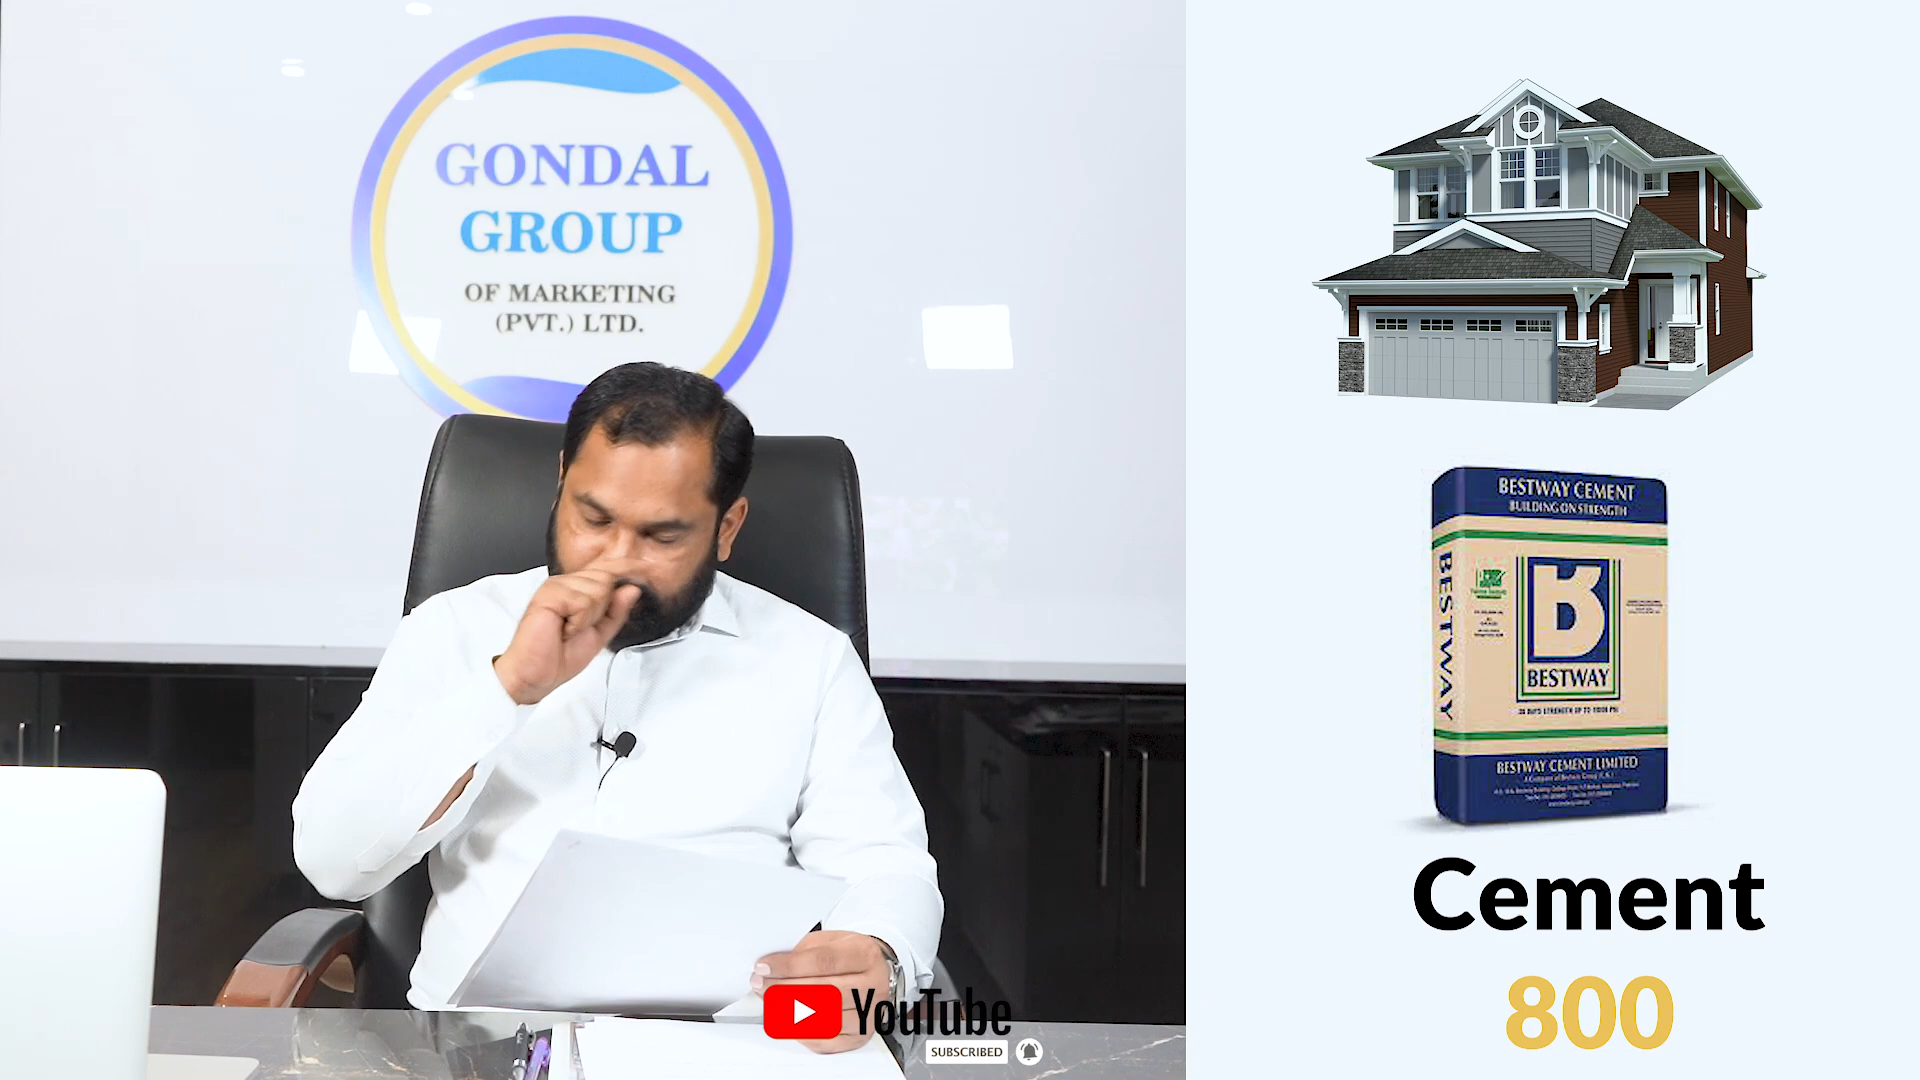 GONDAL
GROUP
OF MARKETING
(PVT.) LTD.
YouTube
SUBSCRIBED
BESTWAY CEMENT
BUILDING ON STRENGTH
BESTWAY
BESTWAY
BESTWAY CEMENT LIMITED
Cement
800